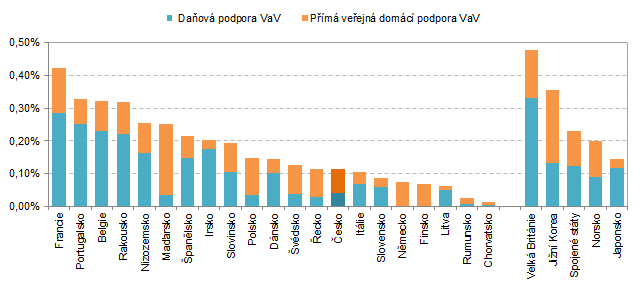 Daňová podpora VaV
Přímá veřejná domácí podpora VaV
0,50%
0,40%
0,30%
0,20%
0,10%
0,00%
Francie
Portugalsko
Belgie
Rakousko
Nizozemsko
Maďarsko
Španělsko
Irsko
Slovinsko
Polsko
Dánsko
Švédsko
Řecko
Česko
Itálie
Slovensko
Německo
Finsko
Litva
Rumunsko
Chorvatsko
Velká Británie
Jižní Korea
Spojené státy
Norsko
Japonsko